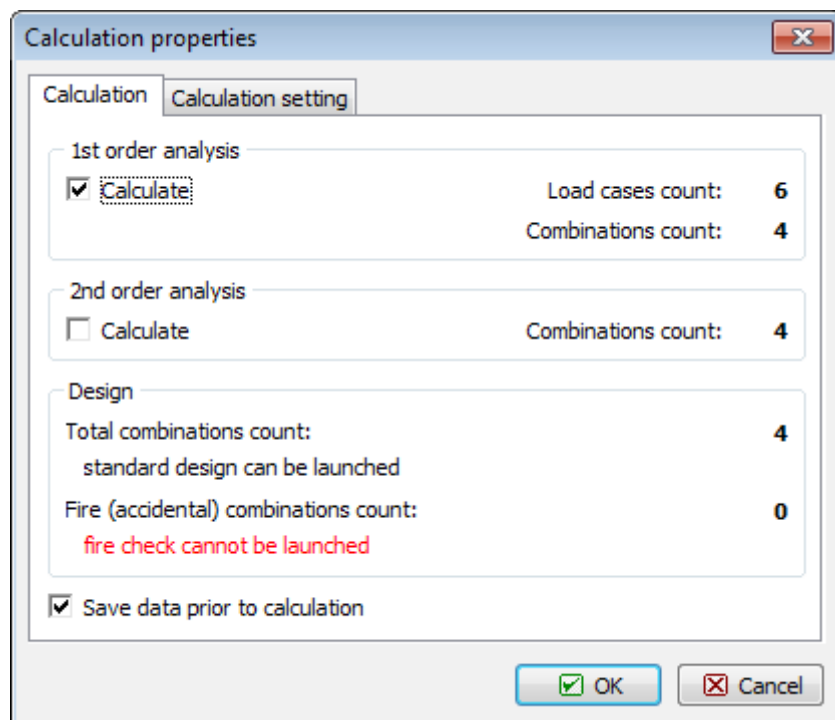 Calculation properties
Calculation Calculation setting
1st order analysis
Calculate Load cases count: 6
Combinations count: 4
2nd order analysis
Calculate Combinations count: 4
Design
Total combinations count: 4
standard design can be launched
Fire (accidental) combinations count: 0
fire check cannot be launched
Save data prior to calculation
OK Cancel